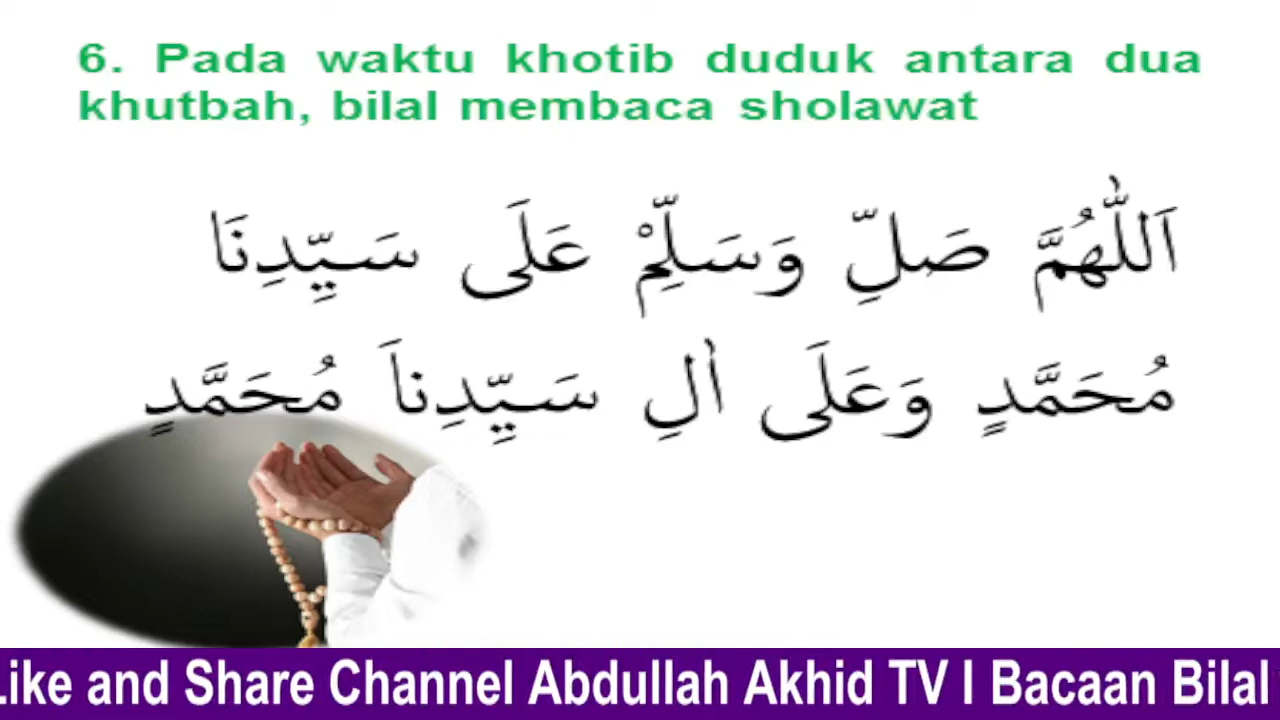 6. Pada waktu khotib duduk antara dua
khutbah, bilal membaca sholawat
اَللّٰهُمَّ صَلِّ وَسَلِّمْ عَلَى سَيِّدِنَا
مُحَمَّدٍ وَعَلَى اٰلِ سَيِّدِناَ مُحَمَّدٍ
Like and Share Channel Abdullah Akhid TV I Bacaan Bilal